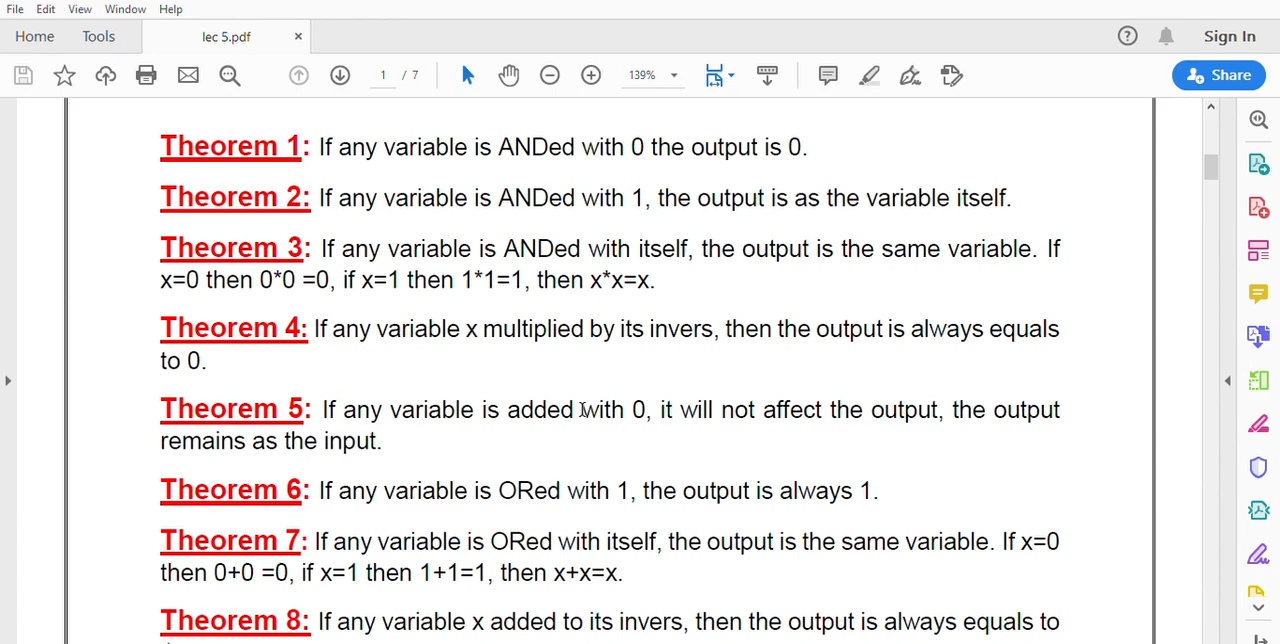 File Edit View Window Help
Home Tools lec 5.pdf × Sign In
1 / 7 139% Share
Theorem 1: If any variable is ANDed with 0 the output is 0.
Theorem 2: If any variable is ANDed with 1, the output is as the variable itself.
Theorem 3: If any variable is ANDed with itself, the output is the same variable. If
x=0 then 0*0 =0, if x=1 then 1*1=1, then x*x=x.
Theorem 4: If any variable x multiplied by its invers, then the output is always equals
to 0.
Theorem 5: If any variable is added with 0, it will not affect the output, the output
remains as the input.
Theorem 6: If any variable is ORed with 1, the output is always 1.
Theorem 7: If any variable is ORed with itself, the output is the same variable. If x=0
then 0+0 =0, if x=1 then 1+1=1, then x+x=x.
Theorem 8: If any variable x added to its invers, then the output is always equals to